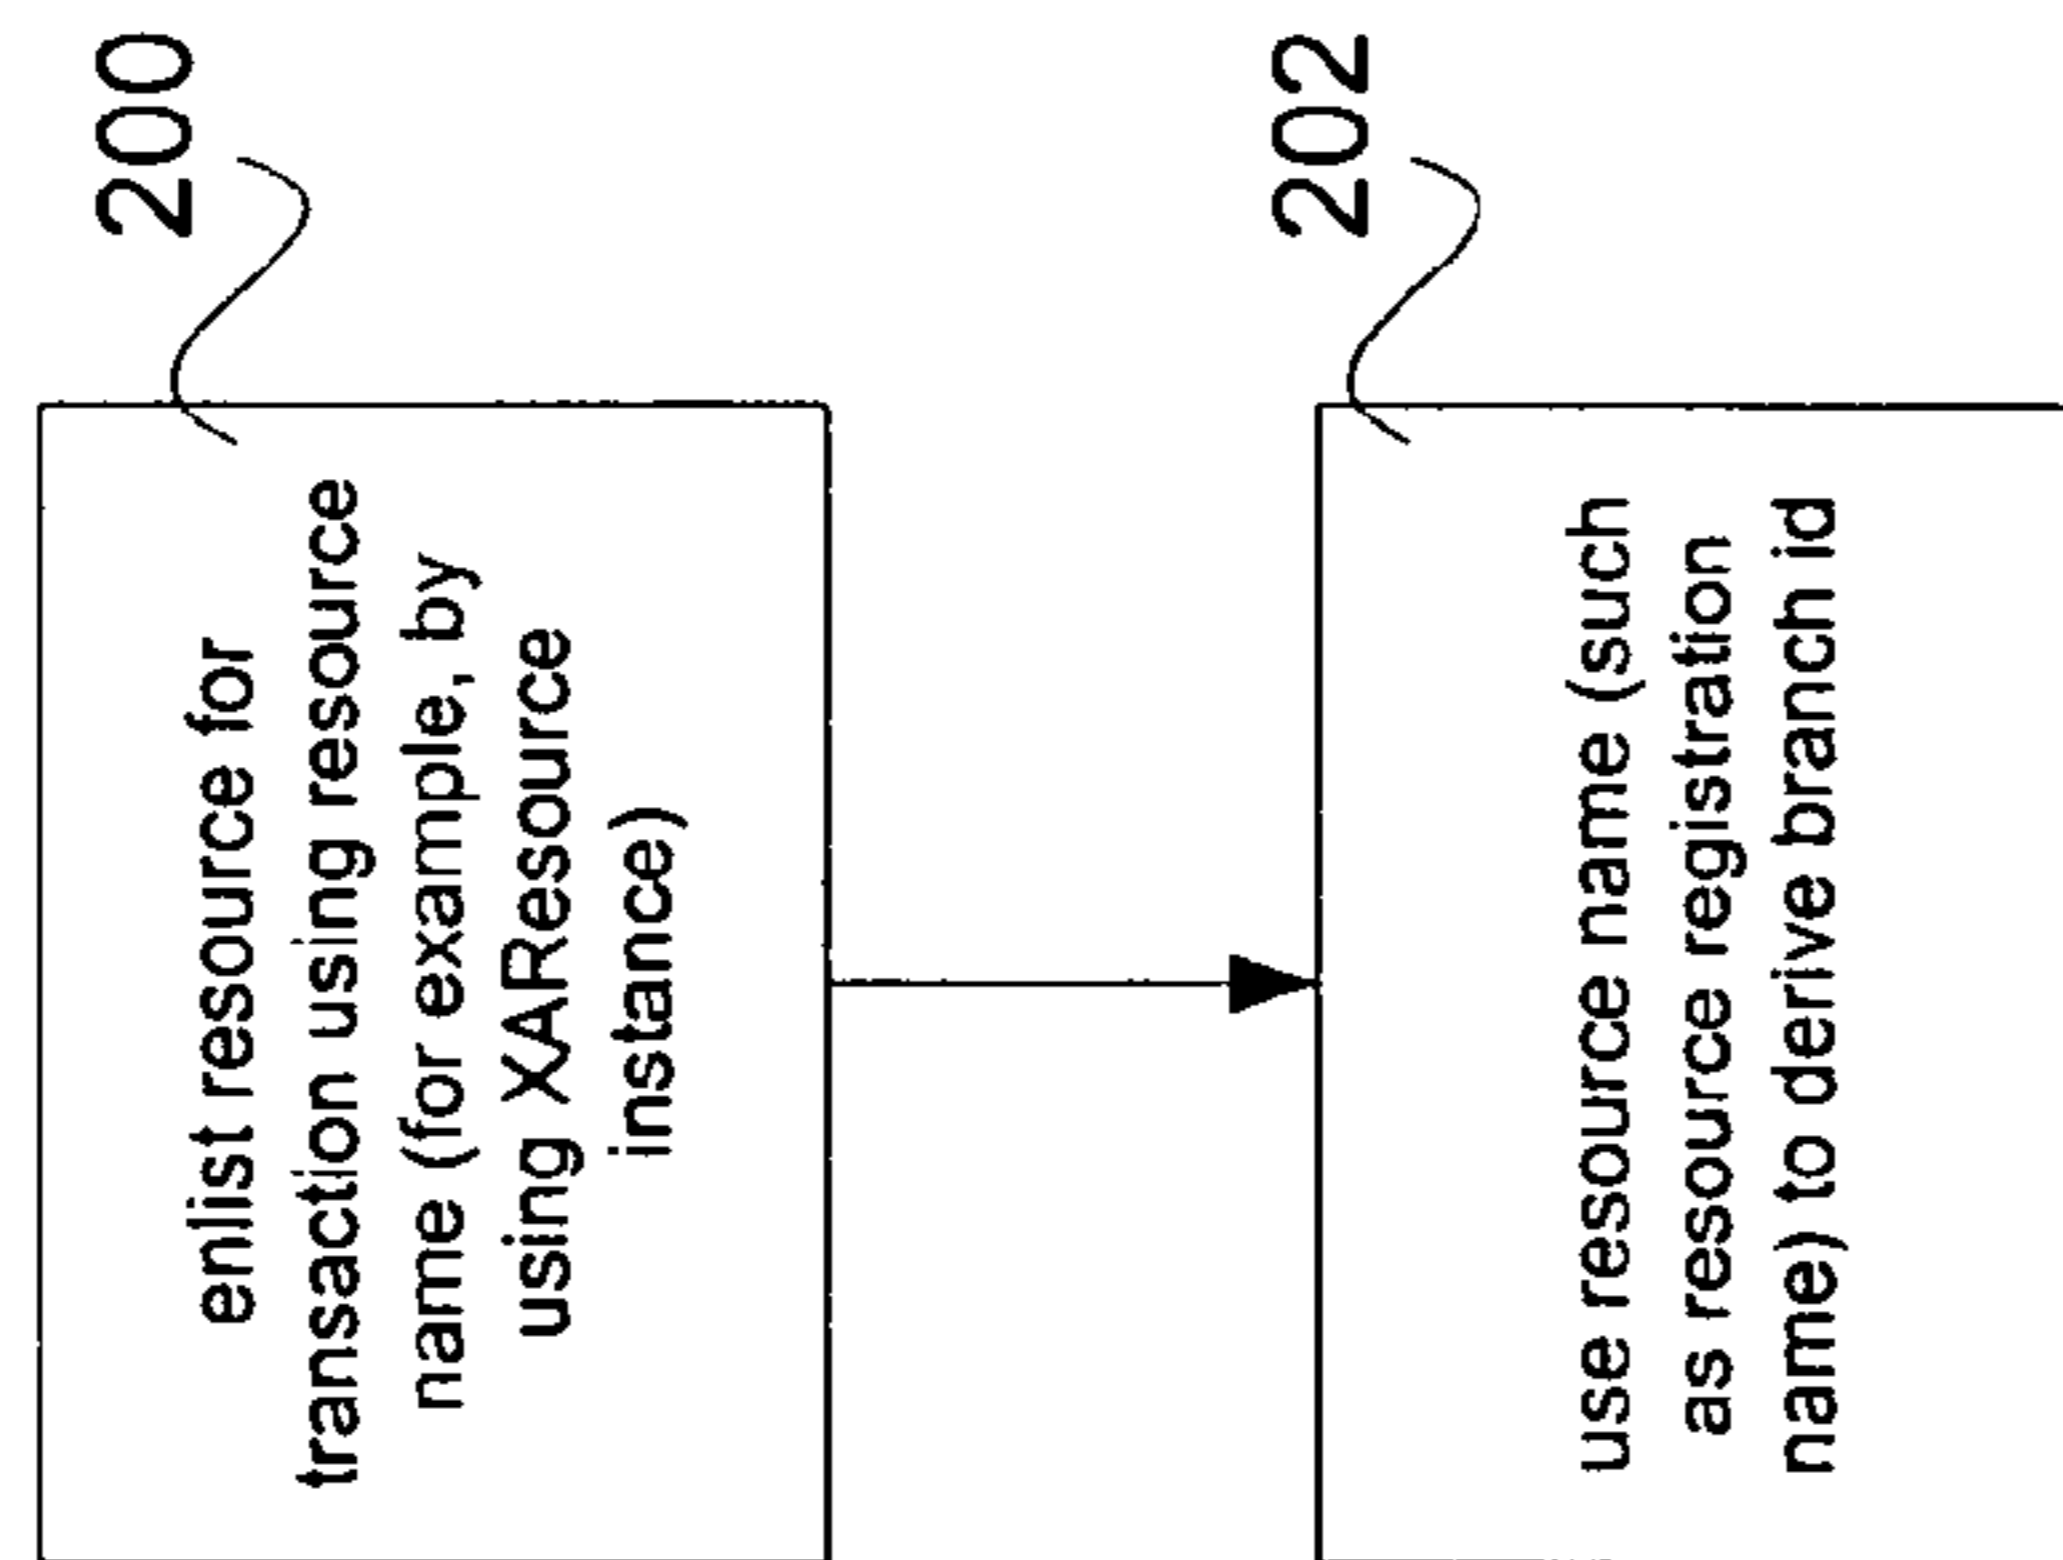 200
enlist resource for
transaction using resource
name (for example, by
using XAResource
instance)
202
use resource name (such
as resource registration
name) to derive branch id